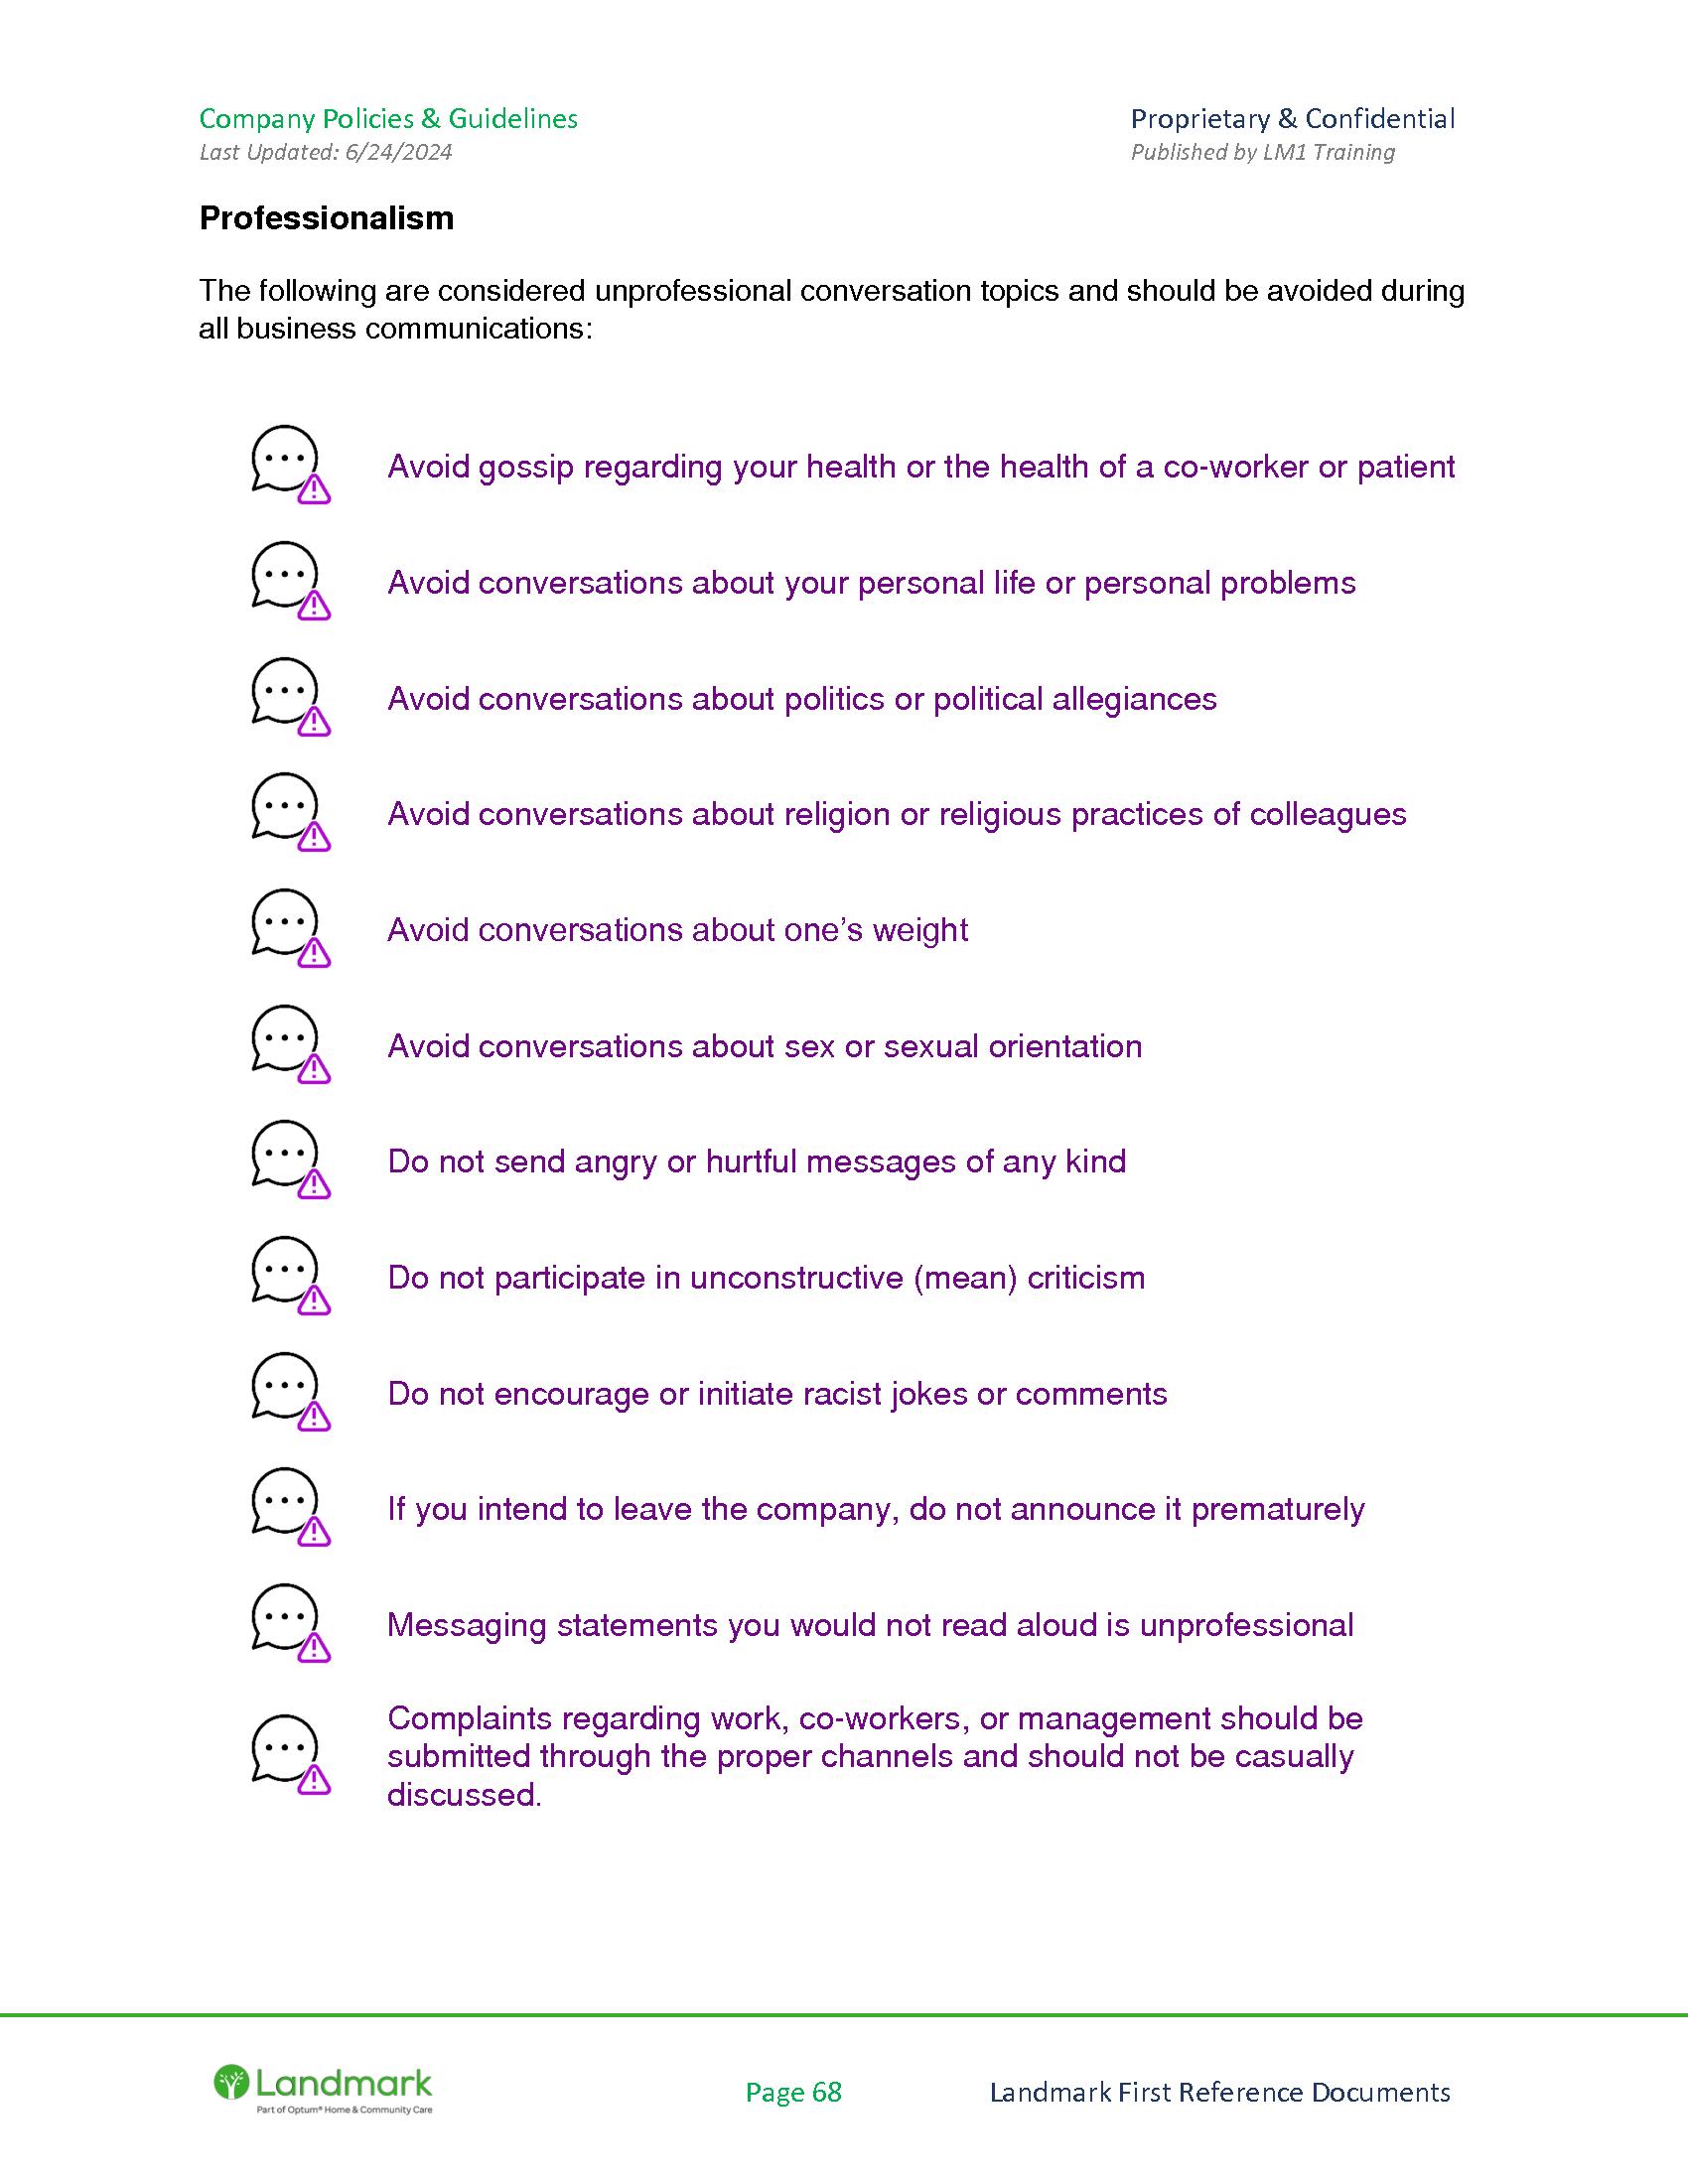 Company Policies & Guidelines
Proprietary & Confidential
Last Updated: 6/24/2024
Published by LM1 Training
Professionalism
The following are considered unprofessional conversation topics and should be avoided during
all business communications:
Avoid gossip regarding your health or the health of a co-worker or patient
Avoid conversations about your personal life or personal problems
Avoid conversations about politics or political allegiances
Avoid conversations about religion or religious practices of colleagues
Avoid conversations about one’s weight
Avoid conversations about sex or sexual orientation
Do not send angry or hurtful messages of any kind
Do not participate in unconstructive (mean) criticism
Do not encourage or initiate racist jokes or comments
If you intend to leave the company, do not announce it prematurely
Messaging statements you would not read aloud is unprofessional
Complaints regarding work, co-workers, or management should be
submitted through the proper channels and should not be casually
discussed.
Landmark
Part of Optum® Home & Community Care
Page 68
Landmark First Reference Documents